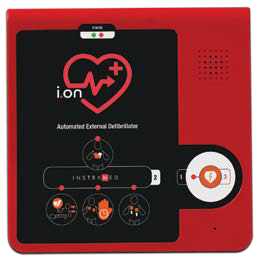 i.on
Automated External Defibrillator
INSTRAMED
2
1
3